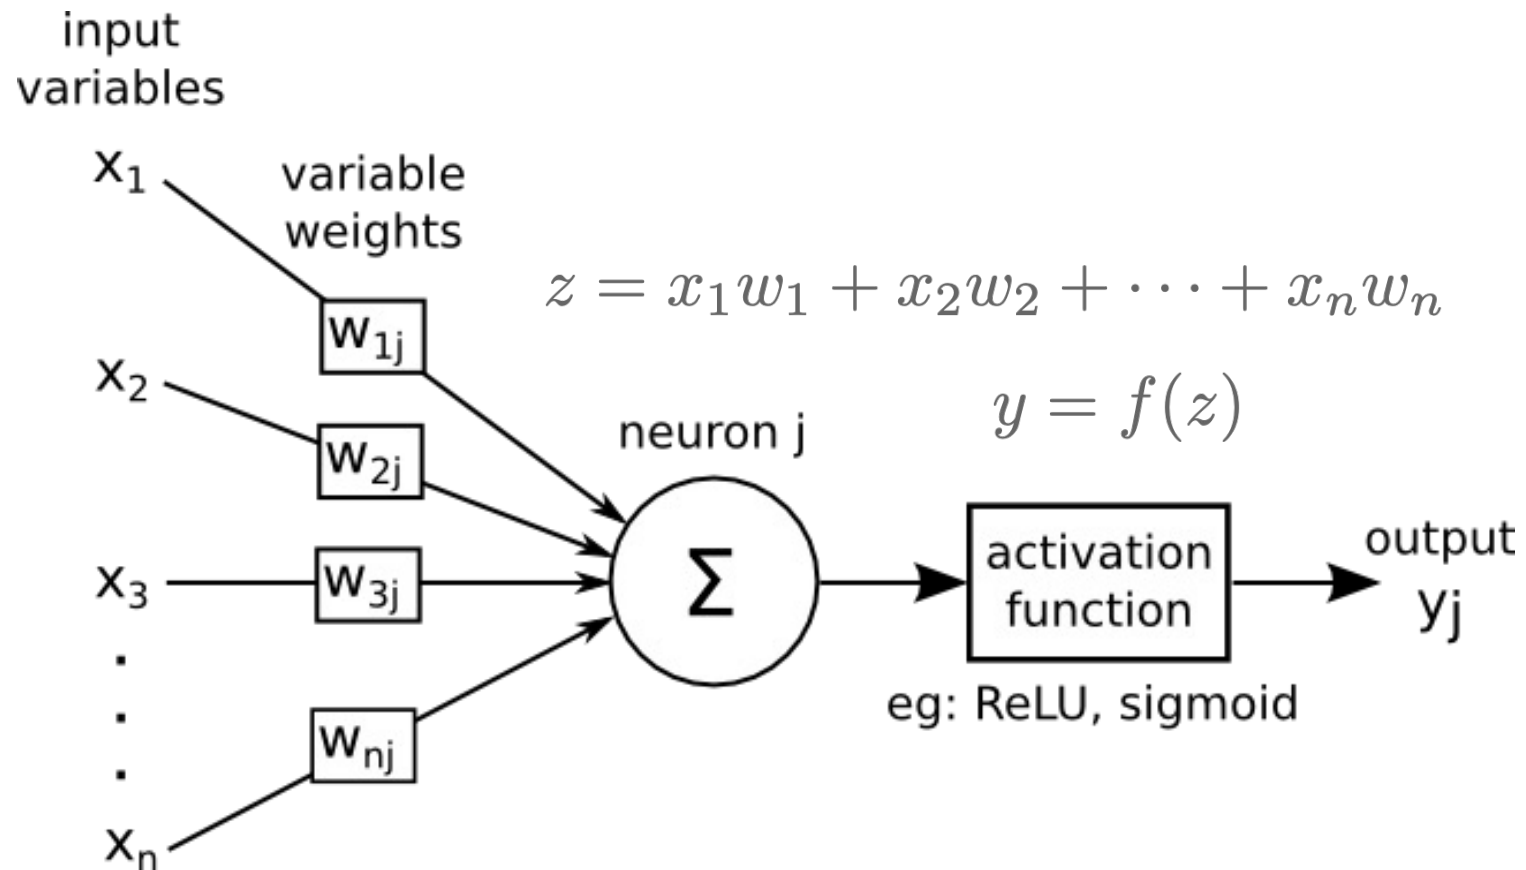 input
variables
x₁
variable
weights
z = x₁w₁ + x₂w₂ + · · · + xₙwₙ
w₁ⱼ
x₂
y = f(z)
neuron j
w₂ⱼ
x₃
w₃ⱼ
Σ
activation
function
output
yⱼ
.
.
.
eg: ReLU, sigmoid
wₙⱼ
xₙ